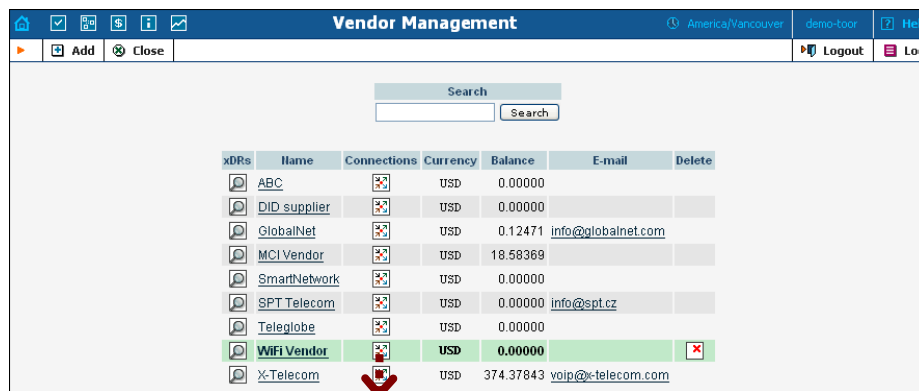 Vendor Management America/Vancouver demo-toor ? He
Add Close Logout Lo
Search
Search
xDRs Name Connections Currency Balance E-mail Delete
ABC USD 0.00000
DID supplier USD 0.00000
GlobalNet USD 0.12471 info@globalnet.com
MCI Vendor USD 18.58369
SmartNetwork USD 0.00000
SPT Telecom USD 0.00000 info@spt.cz
Teleglobe USD 0.00000
WiFi Vendor USD 0.00000
X-Telecom USD 374.37843 voip@x-telecom.com